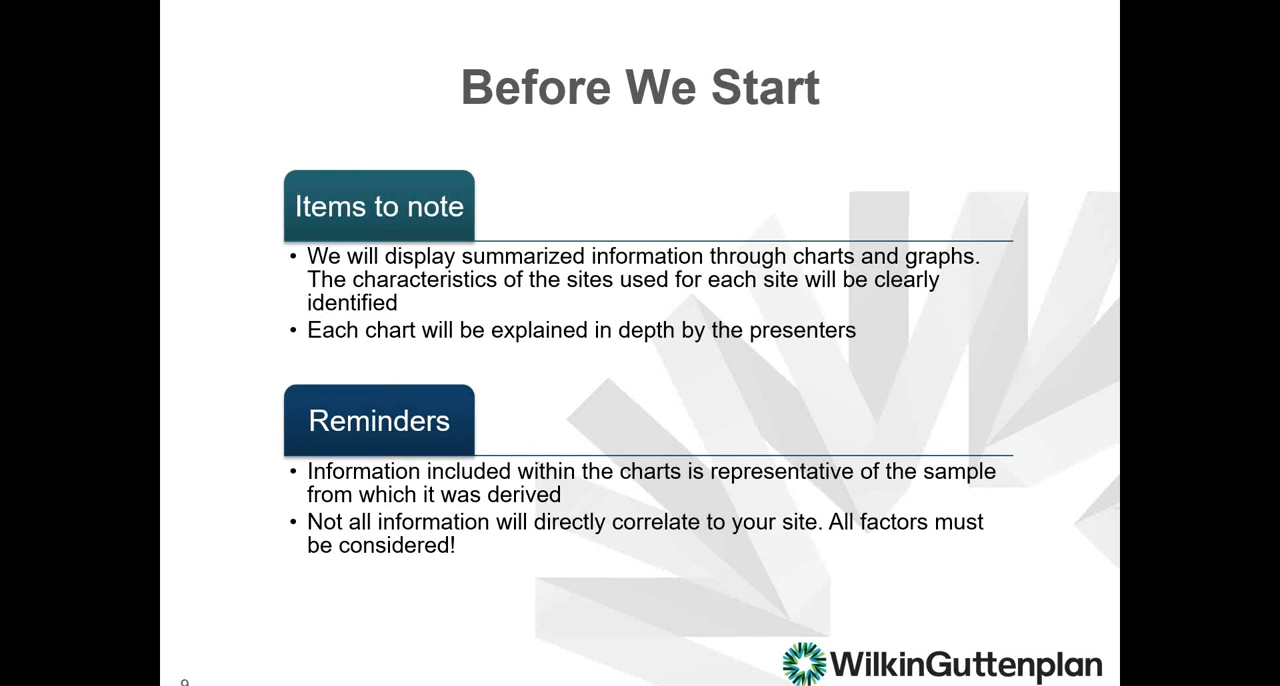 Before We Start
Items to note
• We will display summarized information through charts and graphs.
The characteristics of the sites used for each site will be clearly
identified
• Each chart will be explained in depth by the presenters
Reminders
• Information included within the charts is representative of the sample
from which it was derived
• Not all information will directly correlate to your site. All factors must
be considered!
WilkinGuttenplan